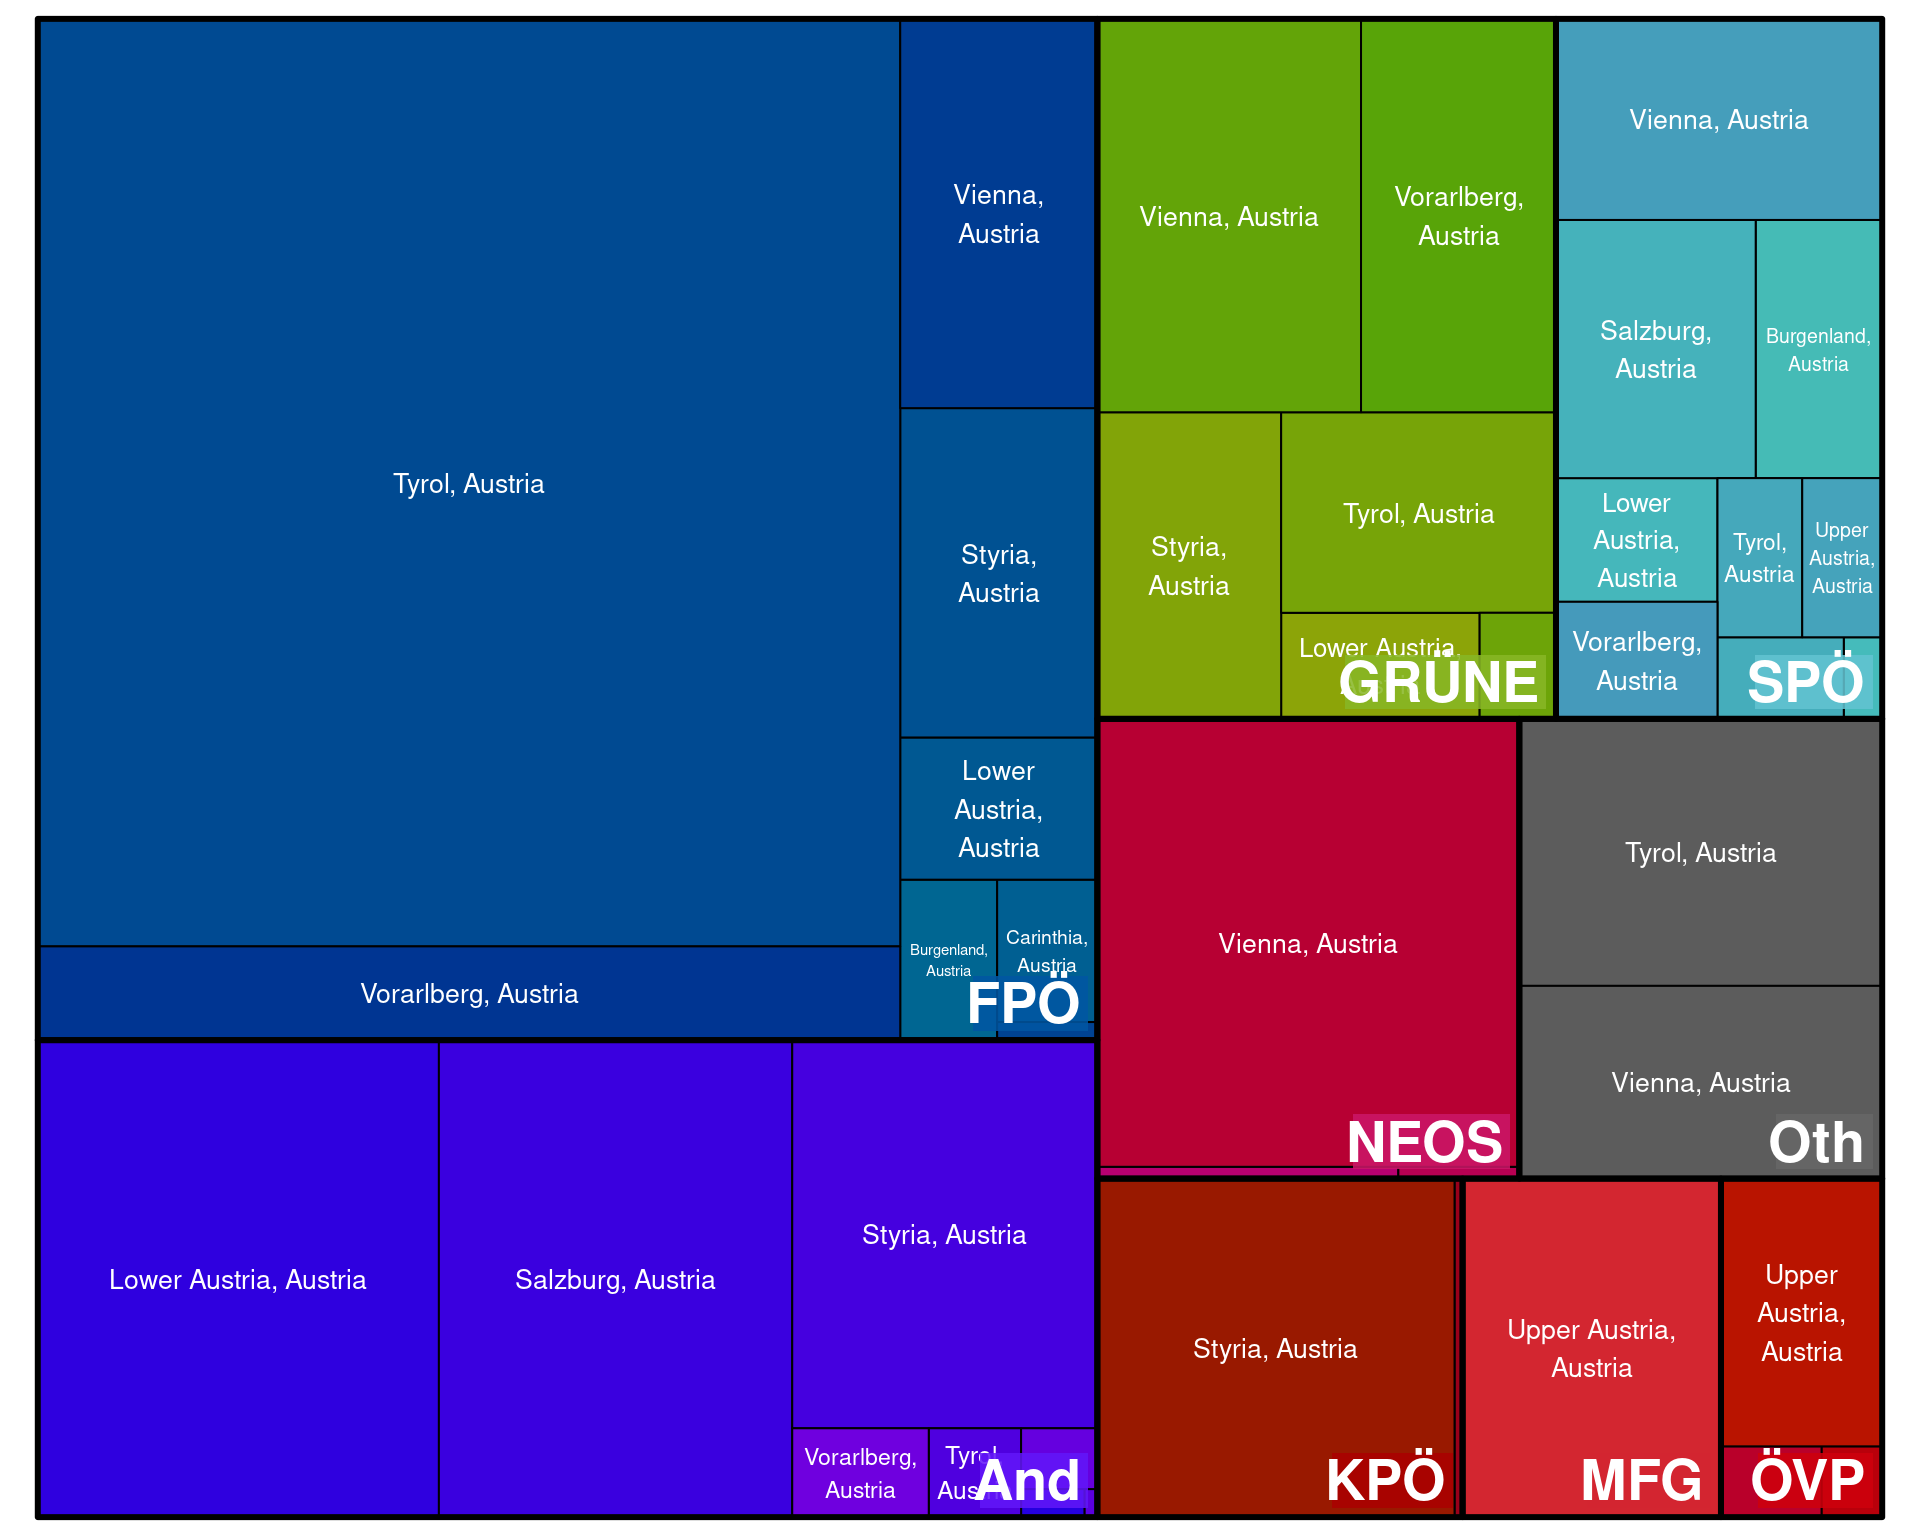 Tyrol, Austria
Vorarlberg, Austria
Vienna,
Austria
Styria,
Austria
Lower
Austria,
Austria
Burgenland,
Austria
Carinthia,
Austria
FPÖ
Lower Austria, Austria
Salzburg, Austria
Styria, Austria
Vorarlberg,
Austria
And
Vienna, Austria
Vorarlberg,
Austria
Styria,
Austria
Tyrol, Austria
Lower Austria,
GRÜNE
Vienna, Austria
Salzburg,
Austria
Burgenland,
Austria
Lower
Austria,
Austria
Tyrol,
Austria
Upper
Austria,
Austria
Vorarlberg,
Austria
SPÖ
Vienna, Austria
NEOS
Tyrol, Austria
Vienna, Austria
Oth
Styria, Austria
KPÖ
Upper Austria,
Austria
MFG
Upper
Austria,
Austria
ÖVP